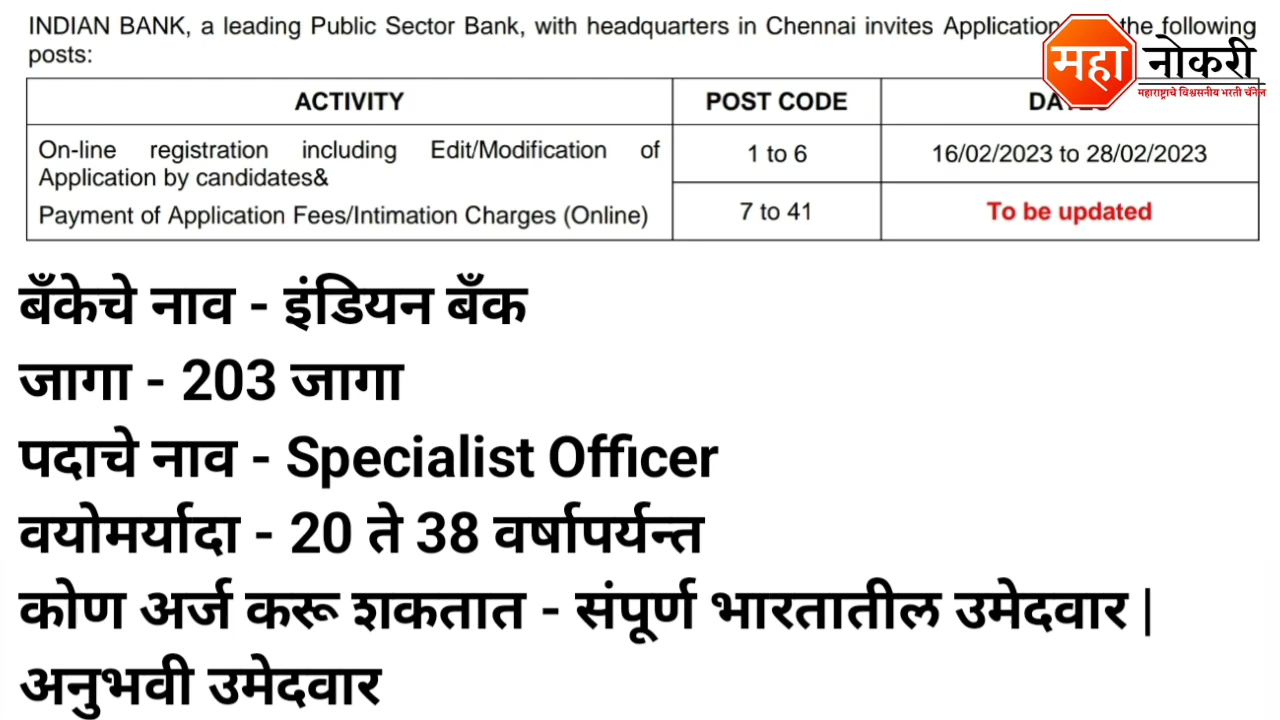 INDIAN BANK, a leading Public Sector Bank, with headquarters in Chennai invites Application the following
posts:
महा नोकरी
महाराष्ट्राचे विश्वसनीय भरती चॅनेल
ACTIVITY POST CODE
On-line registration including Edit/Modification of
Application by candidates&
1 to 6 16/02/2023 to 28/02/2023
Payment of Application Fees/Intimation Charges (Online)
7 to 41 To be updated
बँकेचे नाव - इंडियन बँक
जागा - 203 जागा
पदाचे नाव - Specialist Officer
वयोमर्यादा - 20 ते 38 वर्षापर्यन्त
कोण अर्ज करू शकतात - संपूर्ण भारतातील उमेदवार |
अनुभवी उमेदवार